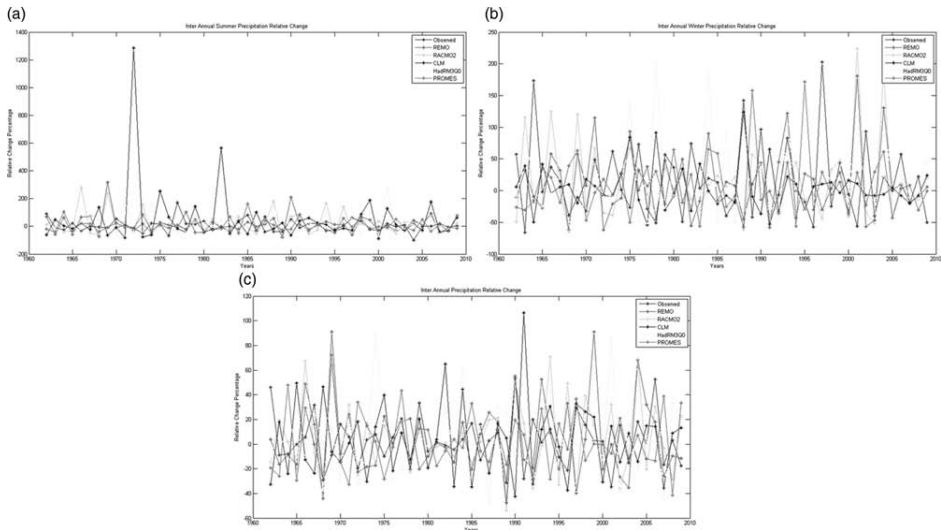 (a)
Inter Annual Summer Precipitation Relative Change
1400
1200
1000
800
600
400
200
0
-200
1960
1965
1970
1975
1980
1985
1990
1995
2000
2005
2010
Relative Change Percentage
Years
Observed
REMO
RACMO2
CLM
HadRM3Q0
PROMES
(b)
Inter Annual Winter Precipitation Relative Change
250
200
150
100
50
0
-50
-100
1960
1965
1970
1975
1980
1985
1990
1995
2000
2005
2010
Relative Change Percentage
Years
Observed
REMO
RACMO2
CLM
HadRM3Q0
PROMES
(c)
Inter Annual Precipitation Relative Change
120
100
80
60
40
20
0
-20
-40
-60
1960
1965
1970
1975
1980
1985
1990
1995
2000
2005
2010
Relative Change Percentage
Years
Observed
REMO
RACMO2
CLM
HadRM3Q0
PROMES